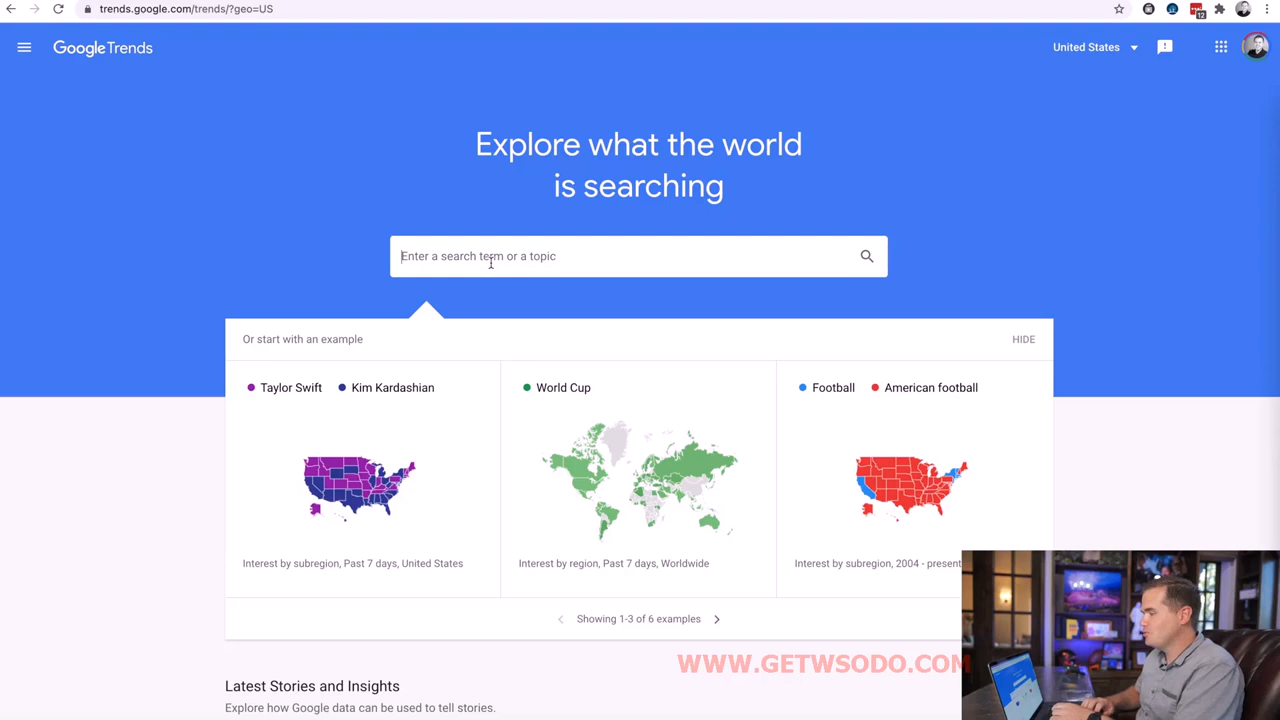 trends.google.com/trends/?geo=US
12
Google Trends
United States
Explore what the world
is searching
Enter a search term or a topic
Or start with an example
HIDE
Taylor Swift
Kim Kardashian
World Cup
Football
American football
Interest by subregion, Past 7 days, United States
Interest by region, Past 7 days, Worldwide
Interest by subregion, 2004 - present
Showing 1-3 of 6 examples
WWW.GETWSODO.COM
Latest Stories and Insights
Explore how Google data can be used to tell stories.